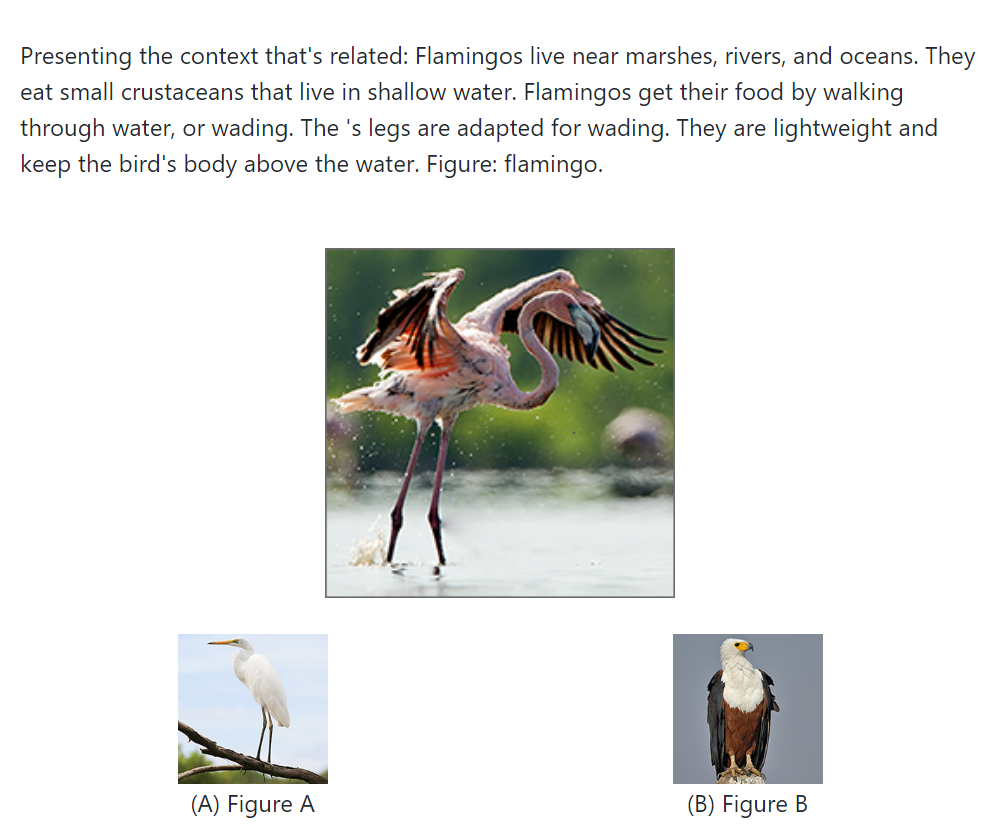 Presenting the context that's related: Flamingos live near marshes, rivers, and oceans. They
eat small crustaceans that live in shallow water. Flamingos get their food by walking
through water, or wading. The 's legs are adapted for wading. They are lightweight and
keep the bird's body above the water. Figure: flamingo.
(A) Figure A
(B) Figure B